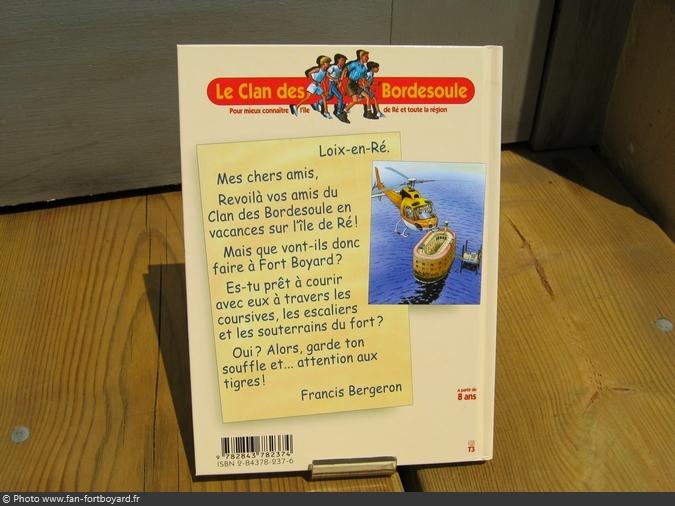 Le Clan des Bordesoule
Pour mieux connaître l'île de Ré et toute la région
Loix-en-Ré.
Mes chers amis,
Revoilà vos amis du
Clan des Bordesoule en
vacances sur l'île de Ré !
Mais que vont-ils donc
faire à Fort Boyard ?
Es-tu prêt à courir
avec eux à travers les
coursives, les escaliers
et les souterrains du fort ?
Oui ? Alors, garde ton
souffle et... attention aux
tigres !
Francis Bergeron
A partir de
8 ans
9 782843 782374
ISBN 2-84378-237-6
T3
© Photo www.fan-fortboyard.fr